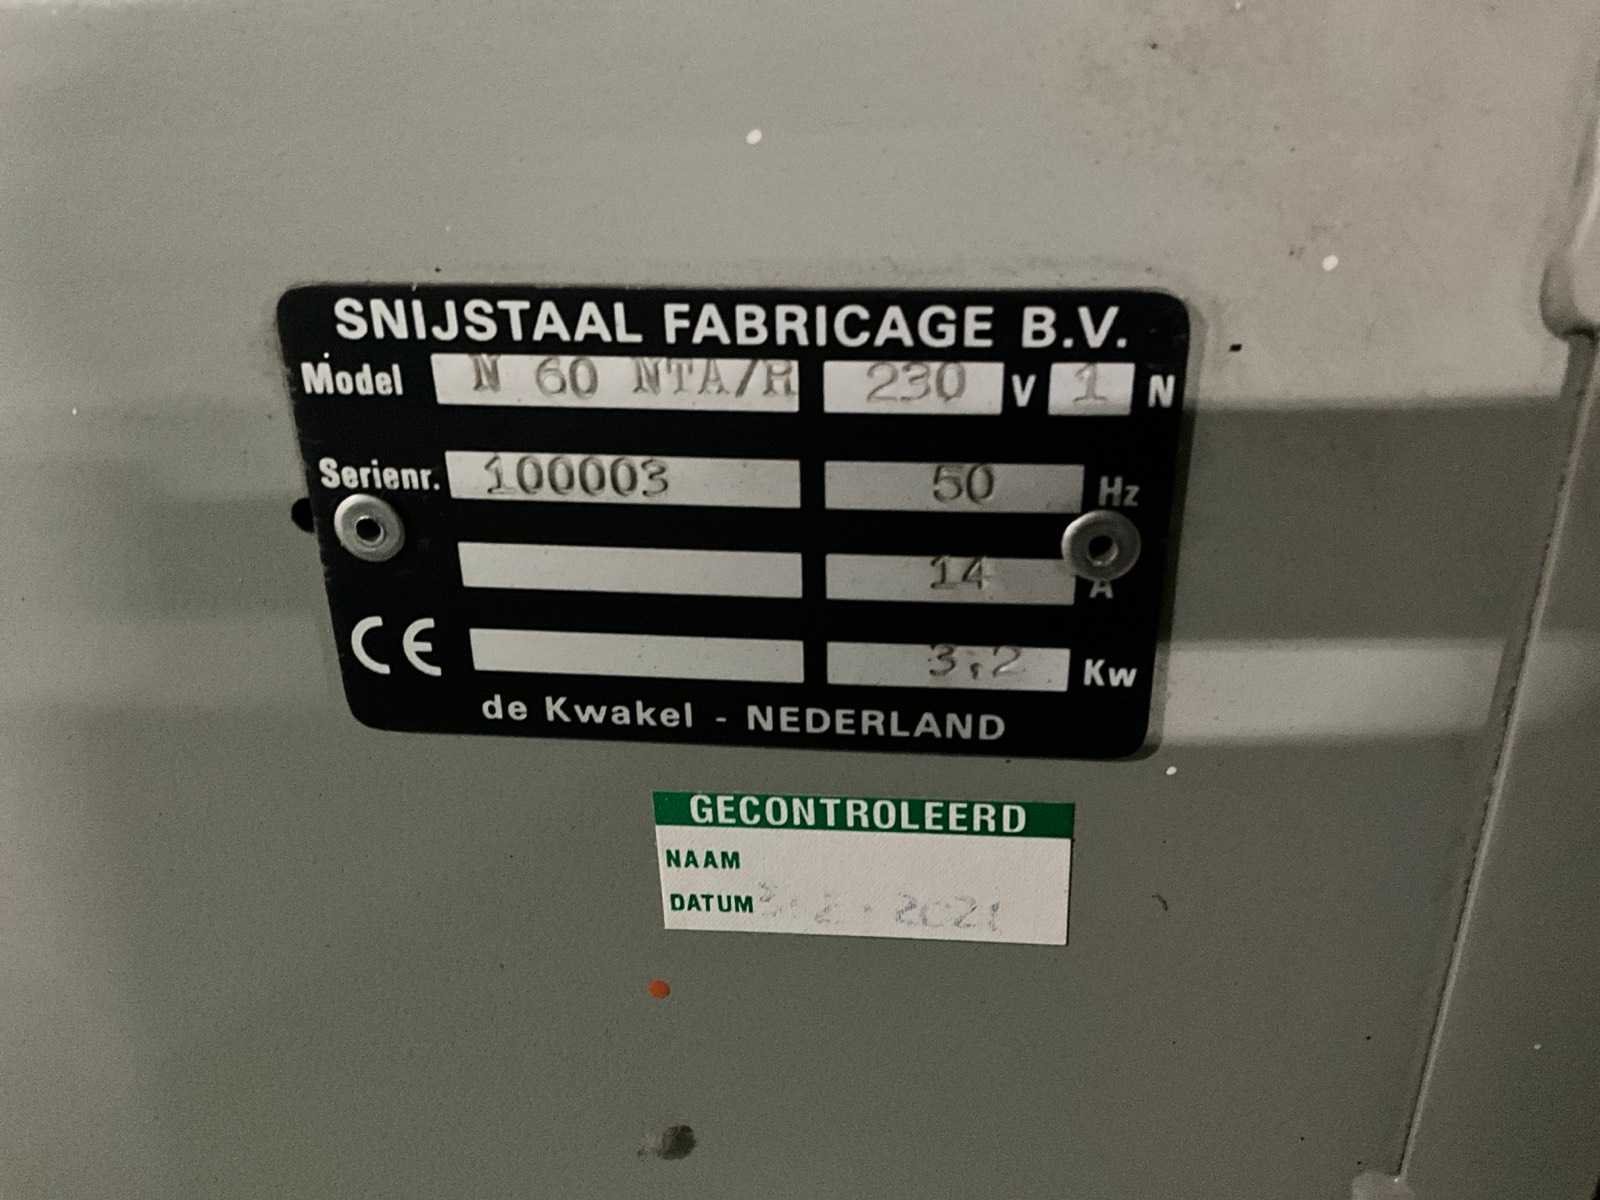 SNIJSTAAL FABRICAGE B.V.
Model N 60 NTA/R 230 V 1 N
Serienr. 100003 50 Hz
14 A
CE 3,2 Kw
de Kwakel - NEDERLAND
GECONTROLEERD
NAAM
DATUM 2021